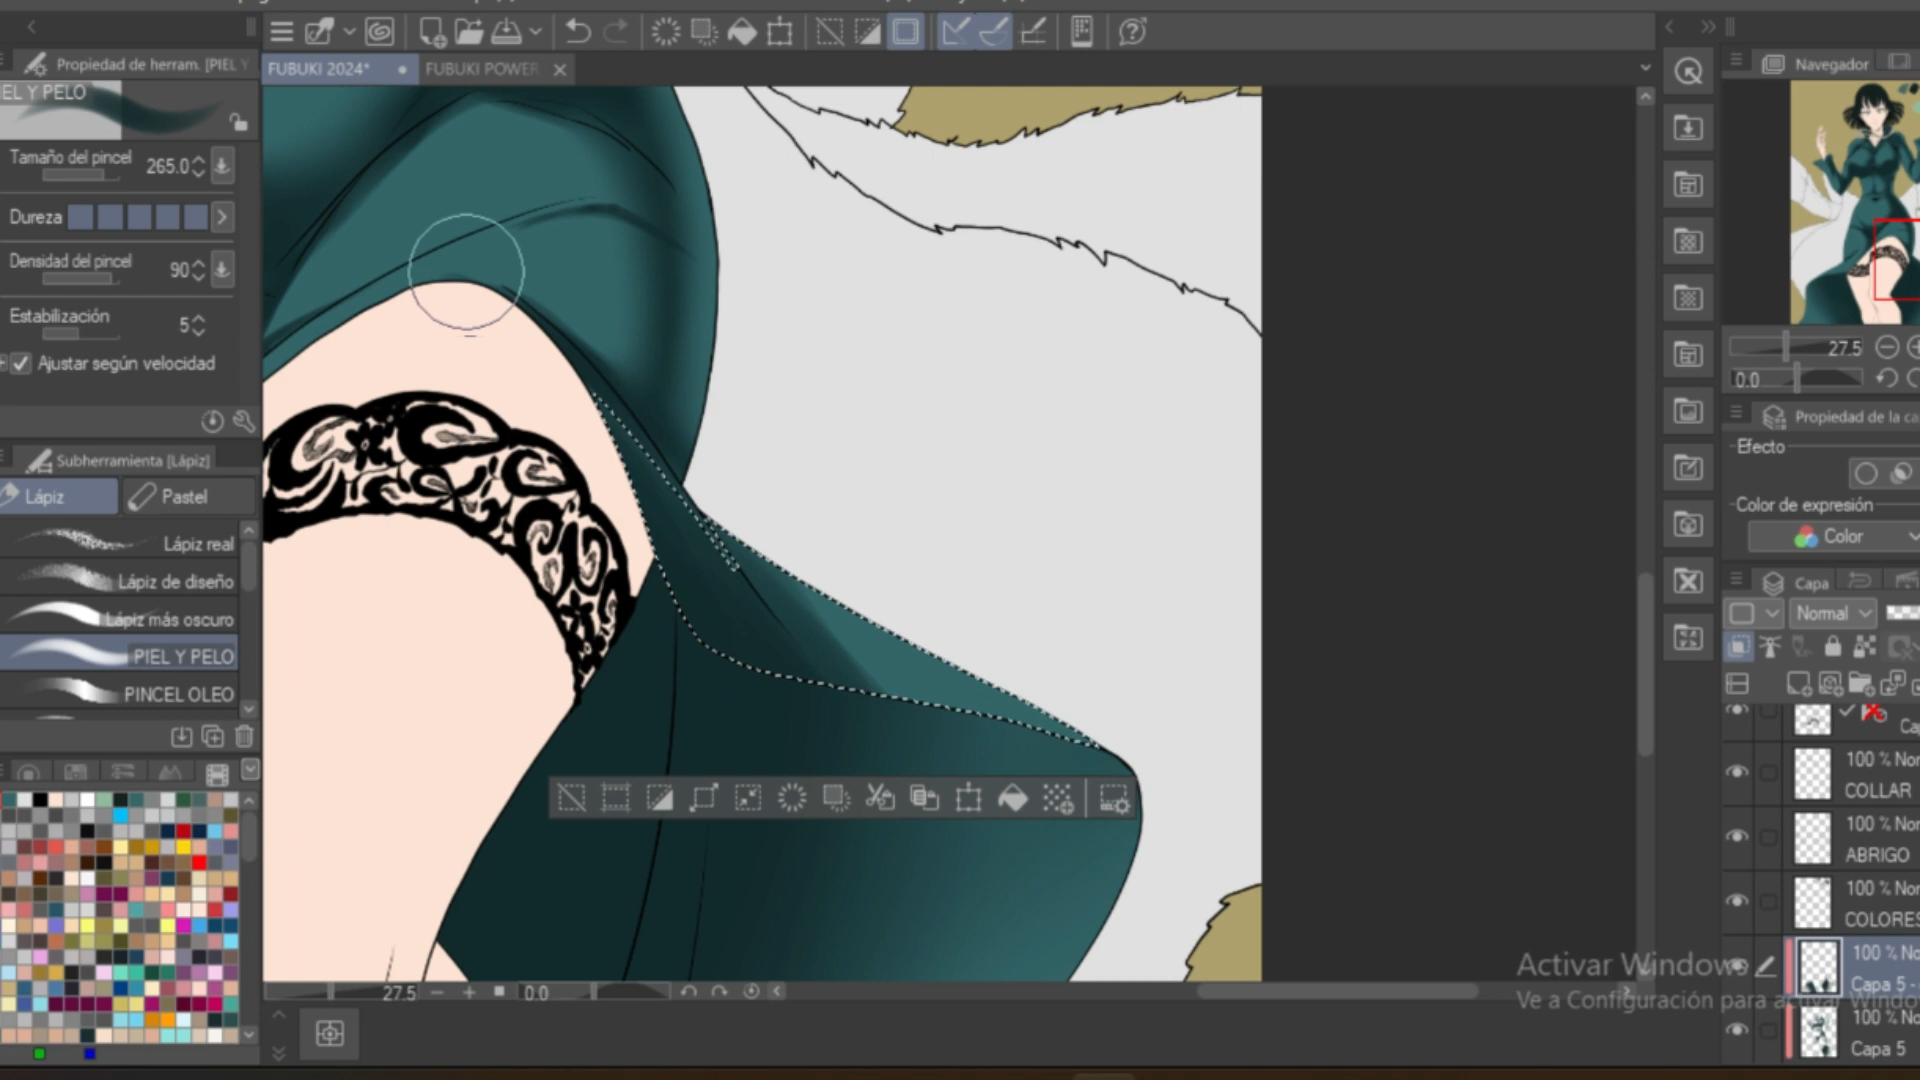 FUBUKI 2024*
FUBUKI POWER
Propiedad de herram. [PIEL Y
EL Y PELO
Tamaño del pincel 265.0
Dureza
Densidad del pincel 90
Estabilización 5
Ajustar según velocidad
Subherramienta [Lápiz]
Lápiz
Pastel
Lápiz real
Lápiz de diseño
Lápiz más oscuro
PIEL Y PELO
PINCEL OLEO
27.5
0.0
Navegador
27.5
0.0
Propiedad de la ca
Efecto
Color de expresión
Color
Capa
Normal
Ca
100 % Nor
COLLAR
100 % Nor
ABRIGO
100 % Nor
COLORES
100 % No
Capa 5 -
100 % No
Capa 5
Activar Windows
Ve a Configuración para activar Windo